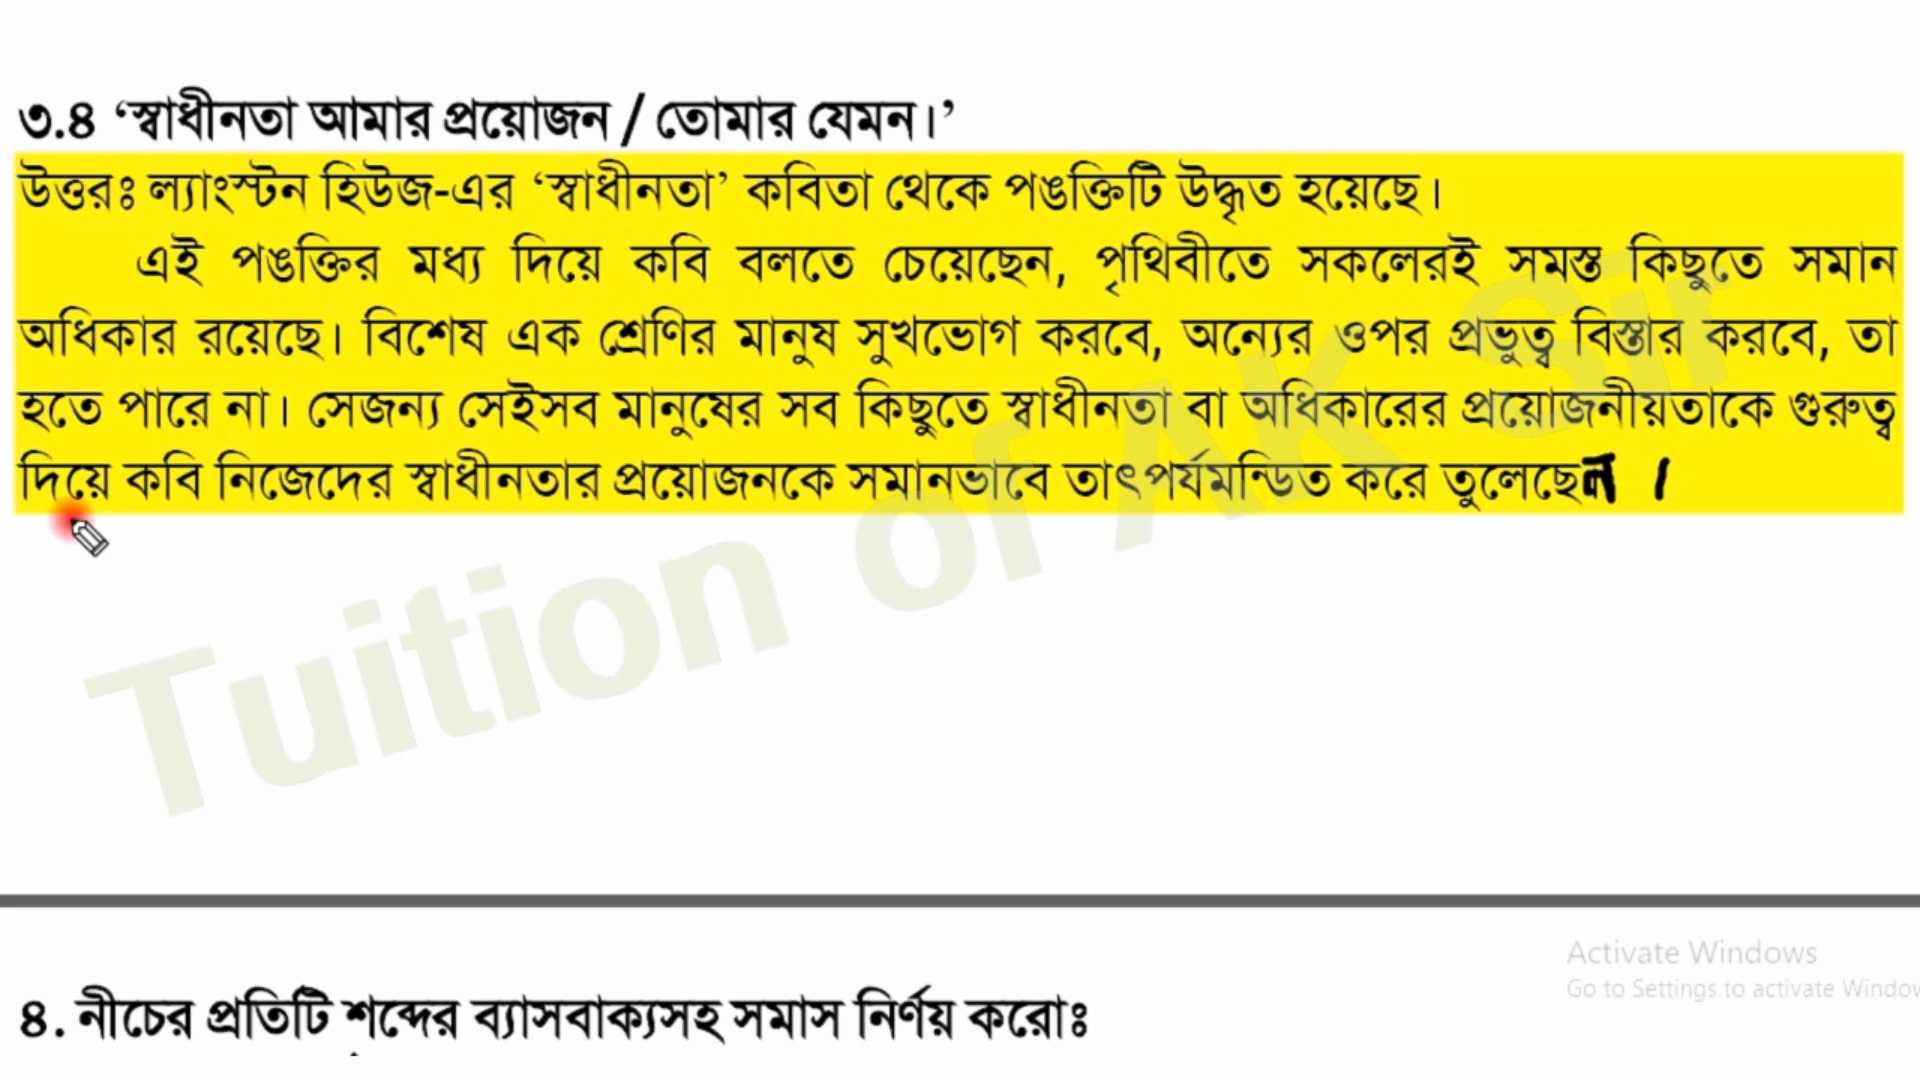 ৩.৪ ‘স্বাধীনতা আমার প্রয়োজন / তোমার যেমন।’
উত্তরঃ ল্যাংস্টন হিউজ-এর ‘স্বাধীনতা’ কবিতা থেকে পঙক্তিটি উদ্ধৃত হয়েছে।
এই পঙক্তির মধ্য দিয়ে কবি বলতে চেয়েছেন, পৃথিবীতে সকলেরই সমস্ত কিছুতে সমান
অধিকার রয়েছে। বিশেষ এক শ্রেণির মানুষ সুখভোগ করবে, অন্যের ওপর প্রভুত্ব বিস্তার করবে, তা
হতে পারে না। সেজন্য সেইসব মানুষের সব কিছুতে স্বাধীনতা বা অধিকারের প্রয়োজনীয়তাকে গুরুত্ব
দিয়ে কবি নিজেদের স্বাধীনতার প্রয়োজনকে সমানভাবে তাৎপর্যমন্ডিত করে তুলেছেন।
Tuition of AK Sir
Activate Windows
Go to Settings to activate Window
৪. নীচের প্রতিটি শব্দের ব্যাসবাক্যসহ সমাস নির্ণয় করোঃ